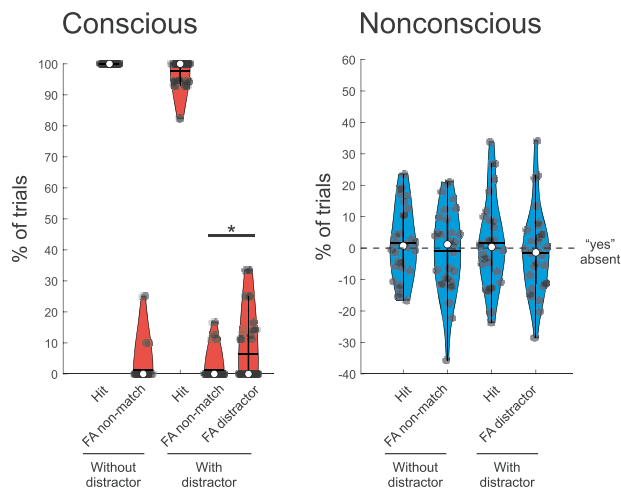 Conscious
Nonconscious
% of trials
100
90
80
70
60
50
40
30
20
10
0
*
Hit
FA non-match
Hit
FA non-match
FA distractor
Without
distractor
With
distractor
% of trials
60
50
40
30
20
10
0
-10
-20
-30
-40
“yes”
absent
Hit
FA non-match
Hit
FA distractor
Without
distractor
With
distractor